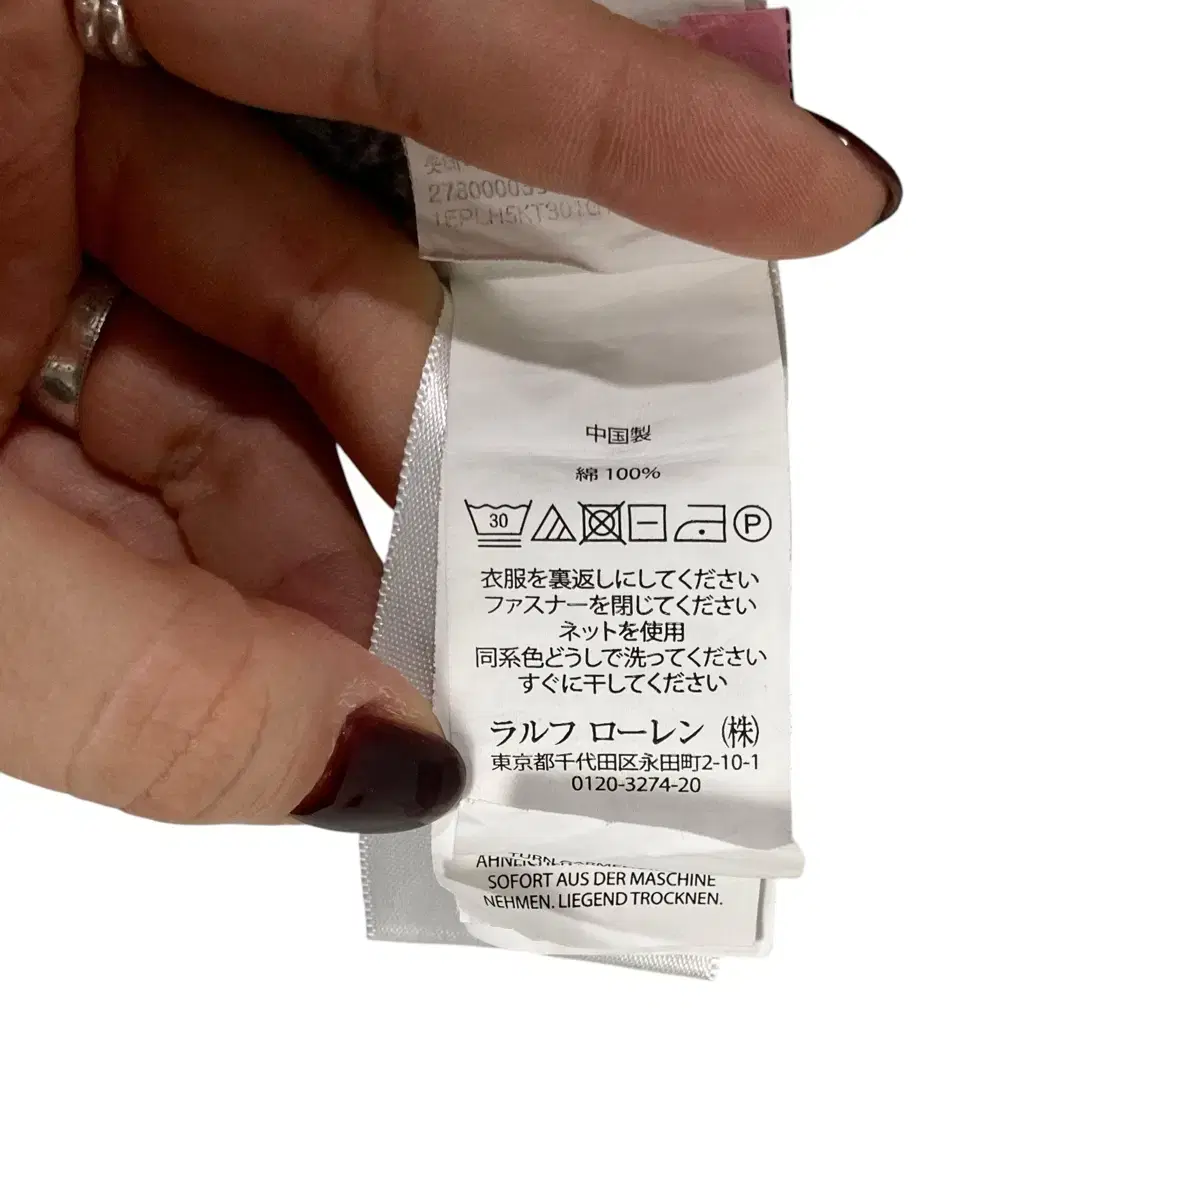 中国製
綿 100%
30
P
衣服を裏返しにしてください
ファスナーを閉じてください
ネットを使用
同系色どうしで洗ってください
すぐに干してください
ラルフ ローレン (株)
東京都千代田区永田町2-10-1
0120-3274-20
SOFORT AUS DER MASCHINE
NEHMEN. LIEGEND TROCKNEN.